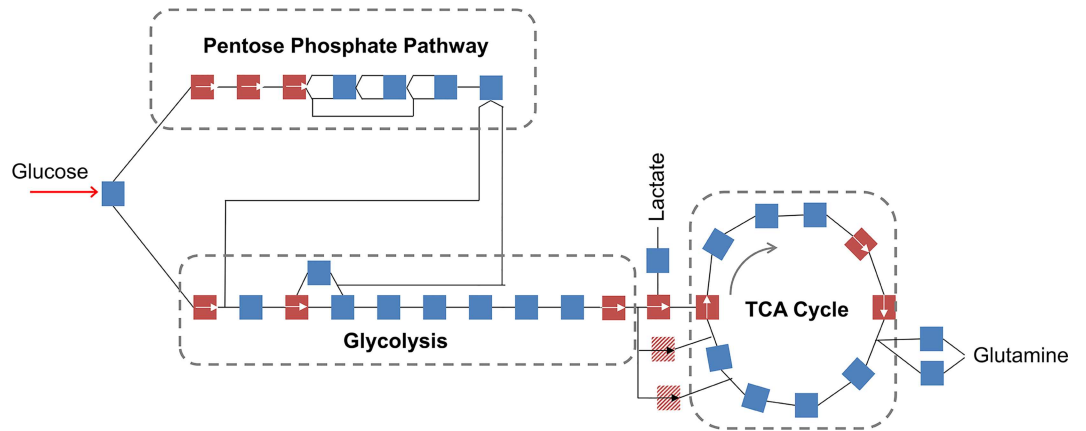 Pentose Phosphate Pathway
Glucose
Lactate
Glycolysis
TCA Cycle
Glutamine